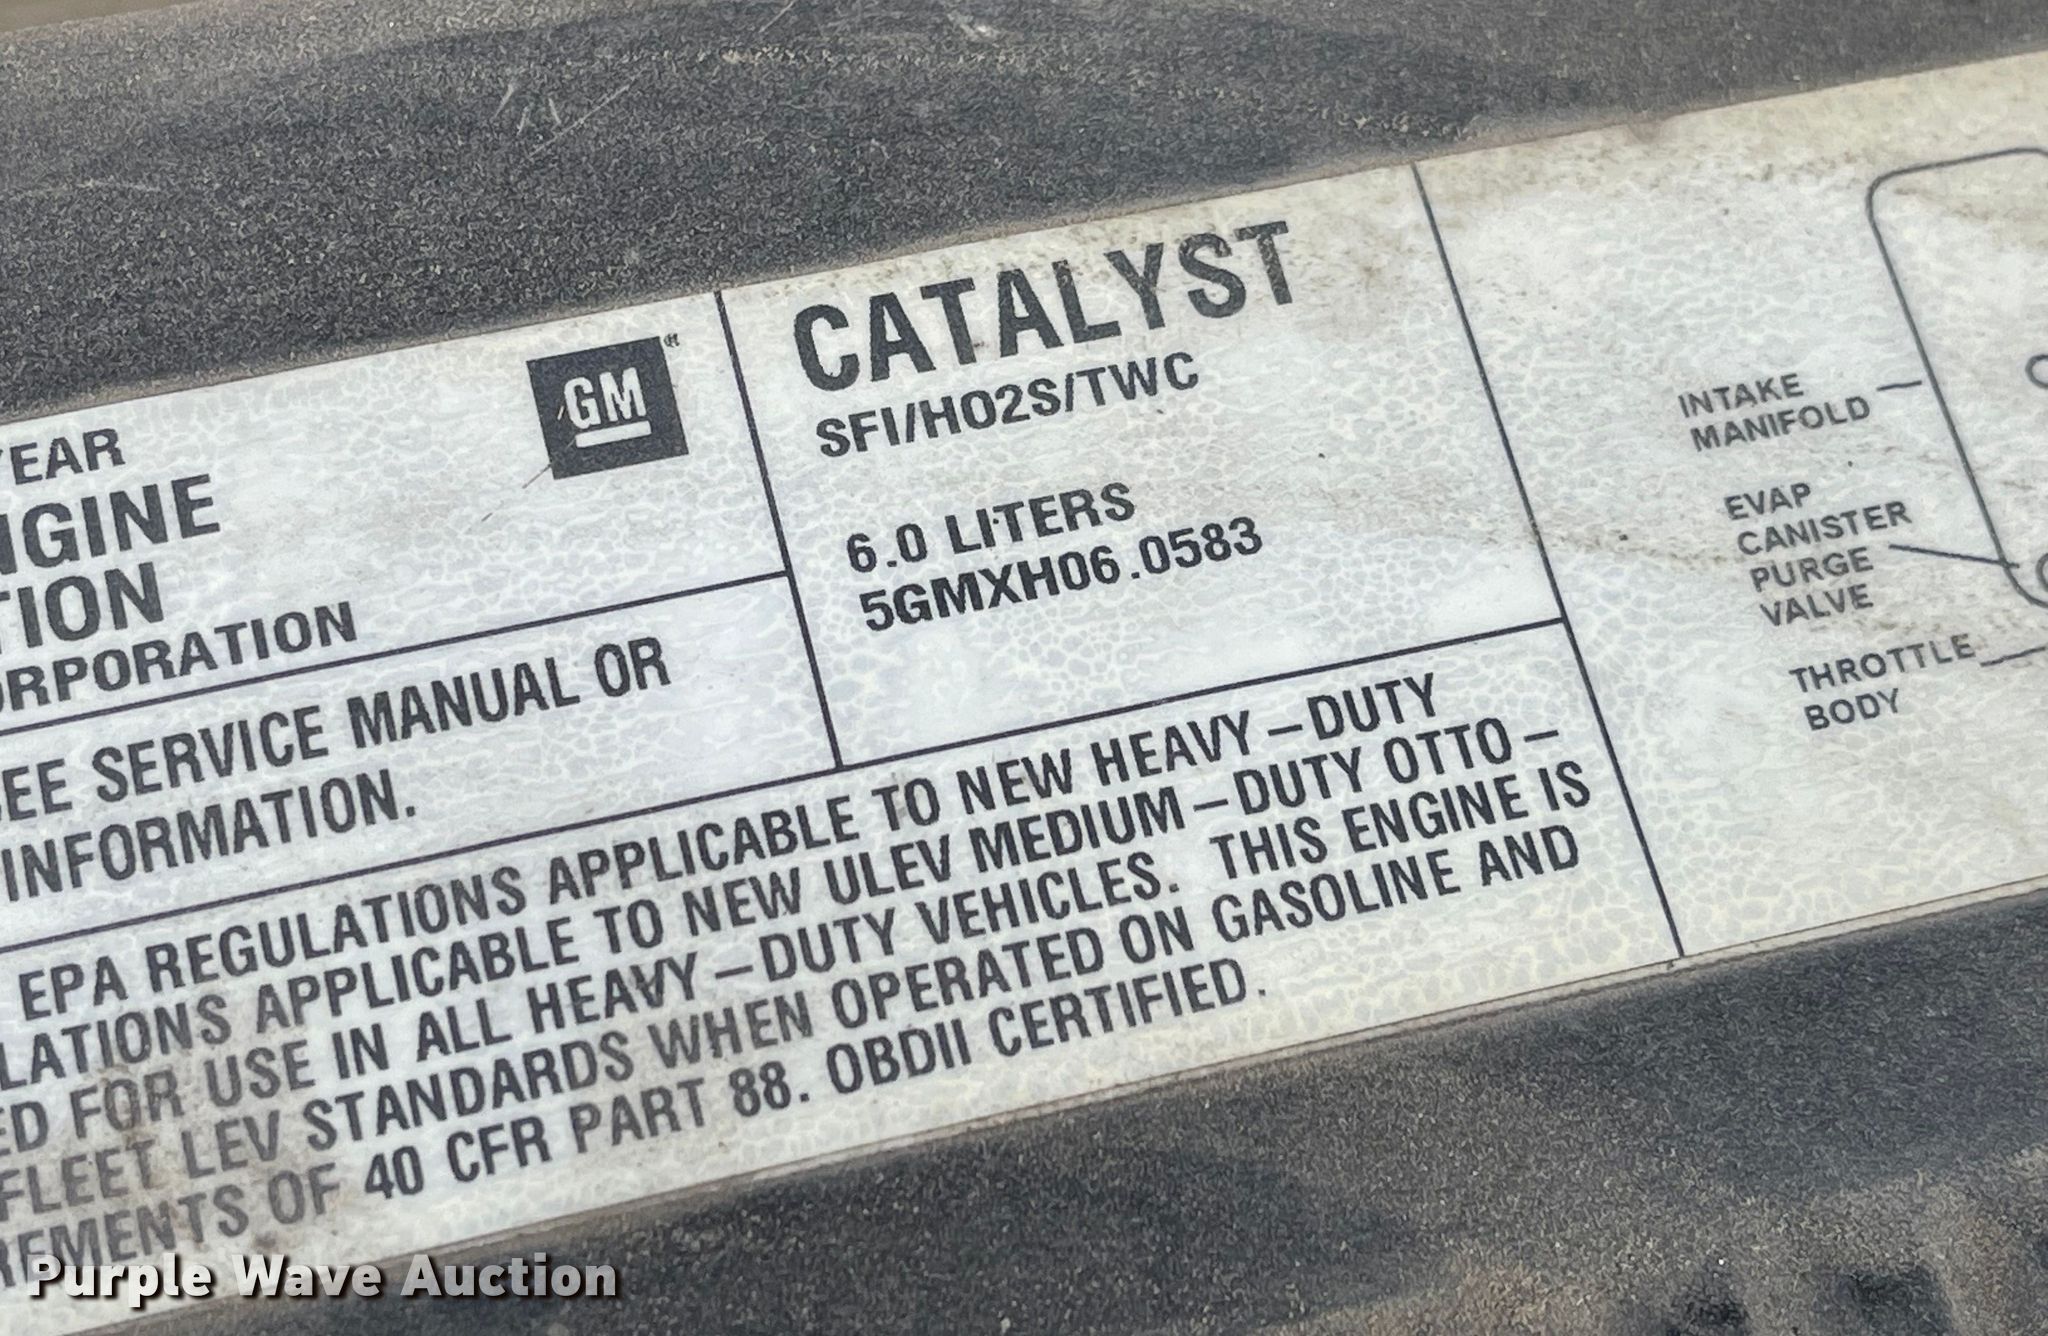 YEAR
NGINE
TION
ORPORATION
GM
CATALYST
SFI/HO2S/TWC
6.0 LITERS
5GMXH06.0583
SEE SERVICE MANUAL OR
INFORMATION.
EPA REGULATIONS APPLICABLE TO NEW HEAVY-DUTY
LATIONS APPLICABLE TO NEW ULEV MEDIUM-DUTY OTTO-
ED FOR USE IN ALL HEAVY-DUTY VEHICLES. THIS ENGINE IS
FLEET LEV STANDARDS WHEN OPERATED ON GASOLINE AND
REMENTS OF 40 CFR PART 88. OBDII CERTIFIED.
INTAKE
MANIFOLD
EVAP
CANISTER
PURGE
VALVE
THROTTLE
BODY
Purple Wave Auction